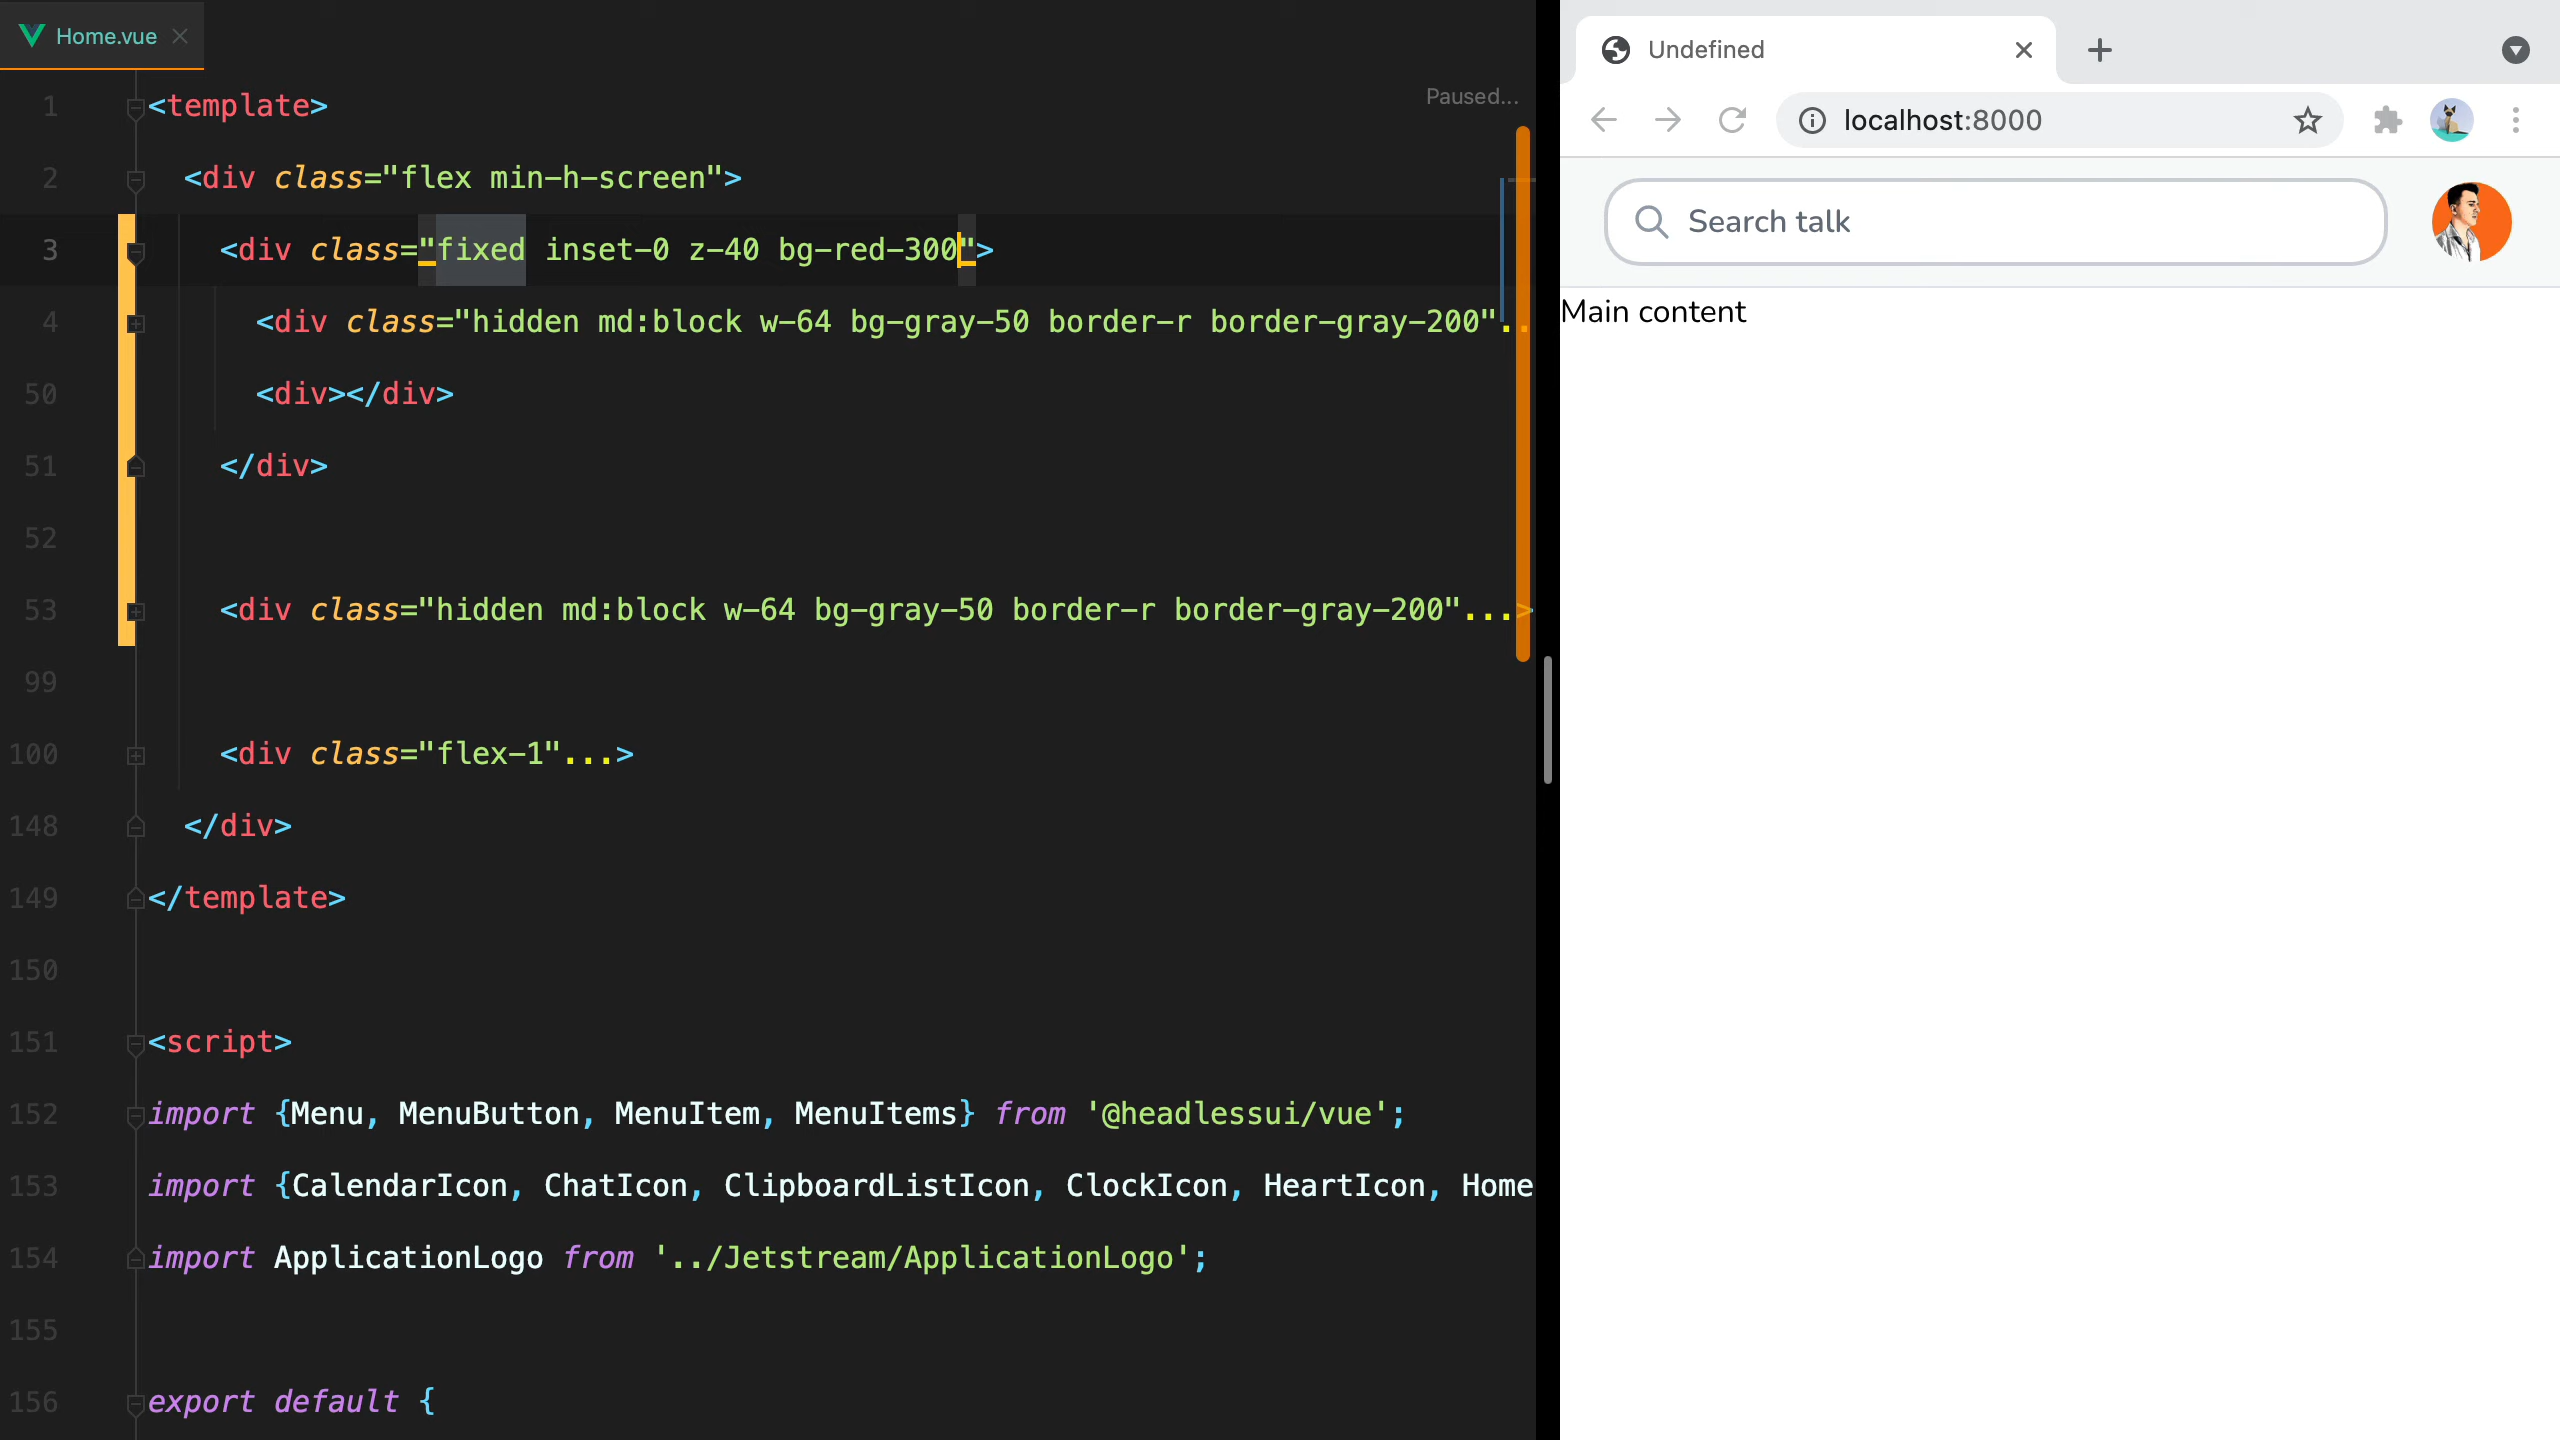 Home.vue
Paused...
1 <template>
2 <div class="flex min-h-screen">
3 <div class="fixed inset-0 z-40 bg-red-300">
4 <div class="hidden md:block w-64 bg-gray-50 border-r border-gray-200"..
50 <div></div>
51 </div>
52
53 <div class="hidden md:block w-64 bg-gray-50 border-r border-gray-200"...>
99
100 <div class="flex-1"...>
148 </div>
149 </template>
150
151 <script>
152 import {Menu, MenuButton, MenuItem, MenuItems} from '@headlessui/vue';
153 import {CalendarIcon, ChatIcon, ClipboardListIcon, ClockIcon, HeartIcon, Home
154 import ApplicationLogo from '../Jetstream/ApplicationLogo';
155
156 export default {
Undefined
localhost:8000
Search talk
Main content